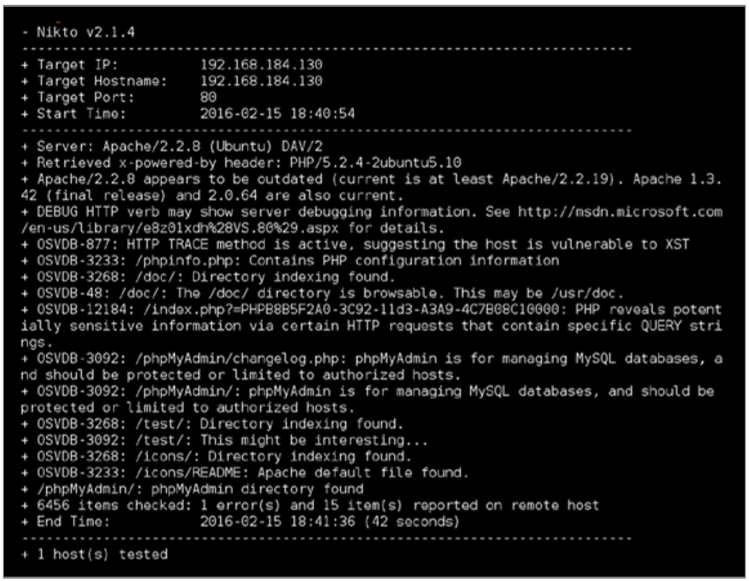 - Nikto v2.1.4
---------------------------------------------------------------------------
+ Target IP:          192.168.184.130
+ Target Hostname:    192.168.184.130
+ Target Port:        80
+ Start Time:         2016-02-15 18:40:54
---------------------------------------------------------------------------
+ Server: Apache/2.2.8 (Ubuntu) DAV/2
+ Retrieved x-powered-by header: PHP/5.2.4-2ubuntu5.10
+ Apache/2.2.8 appears to be outdated (current is at least Apache/2.2.19). Apache 1.3.
42 (final release) and 2.0.64 are also current.
+ DEBUG HTTP verb may show server debugging information. See http://msdn.microsoft.com
/en-us/library/e8z01xdh%28VS.80%29.aspx for details.
+ OSVDB-877: HTTP TRACE method is active, suggesting the host is vulnerable to XST
+ OSVDB-3233: /phpinfo.php: Contains PHP configuration information
+ OSVDB-3268: /doc/: Directory indexing found.
+ OSVDB-48: /doc/: The /doc/ directory is browsable. This may be /usr/doc.
+ OSVDB-12184: /index.php?=PHPB8B5F2A0-3C92-11d3-A3A9-4C7B08C10000: PHP reveals potent
ially sensitive information via certain HTTP requests that contain specific QUERY stri
ngs.
+ OSVDB-3092: /phpMyAdmin/changelog.php: phpMyAdmin is for managing MySQL databases, a
nd should be protected or limited to authorized hosts.
+ OSVDB-3092: /phpMyAdmin/: phpMyAdmin is for managing MySQL databases, and should be
protected or limited to authorized hosts.
+ OSVDB-3268: /test/: Directory indexing found.
+ OSVDB-3092: /test/: This might be interesting...
+ OSVDB-3268: /icons/: Directory indexing found.
+ OSVDB-3233: /icons/README: Apache default file found.
+ /phpMyAdmin/: phpMyAdmin directory found
+ 6456 items checked: 1 error(s) and 15 item(s) reported on remote host
+ End Time:           2016-02-15 18:41:36 (42 seconds)
---------------------------------------------------------------------------
+ 1 host(s) tested